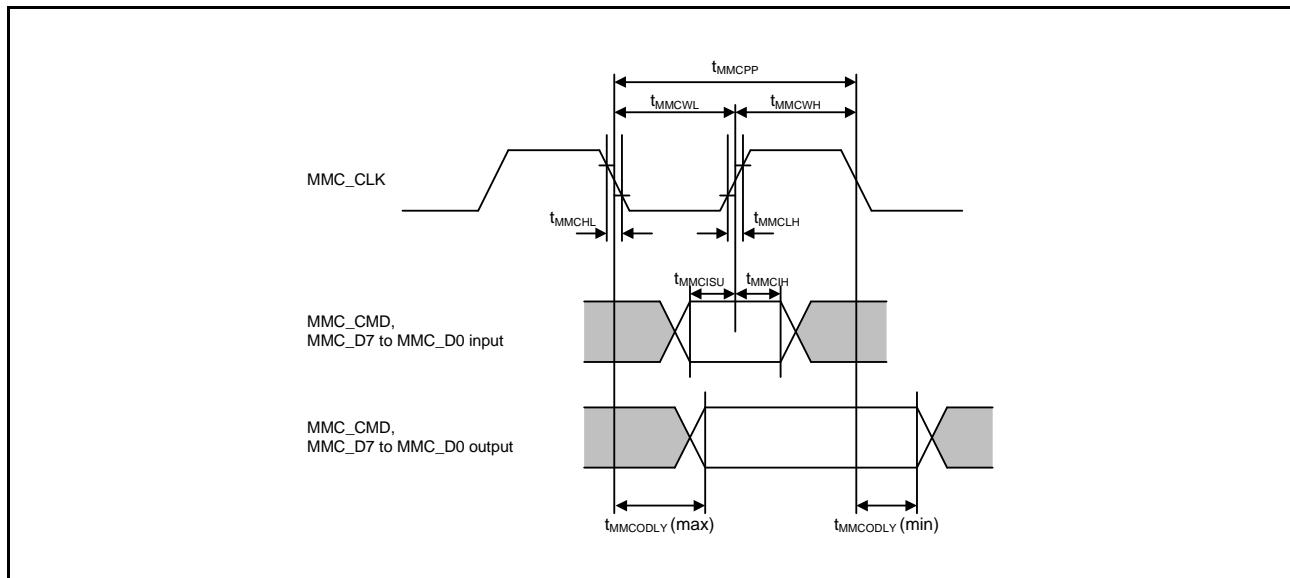 tMMCPP
tMMCWL
tMMCWH
MMC_CLK
tMMCHL
tMMCLH
tMMCISU
tMMCIH
MMC_CMD,
MMC_D7 to MMC_D0 input
MMC_CMD,
MMC_D7 to MMC_D0 output
tMMCODLY (max)
tMMCODLY (min)